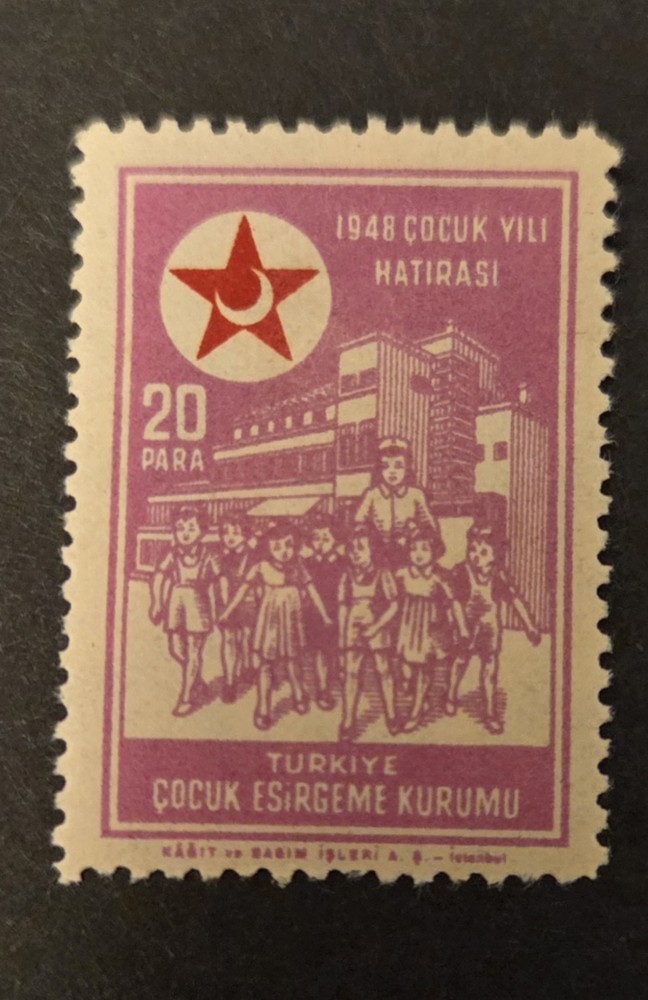 1948 ÇOCUK YILI
HATIRASI
20
PARA
TURKIYE
ÇOCUK ESiRGEME KURUMU
KÂĞIT ve BASIM İŞLERİ A. Ş. – İstanbul